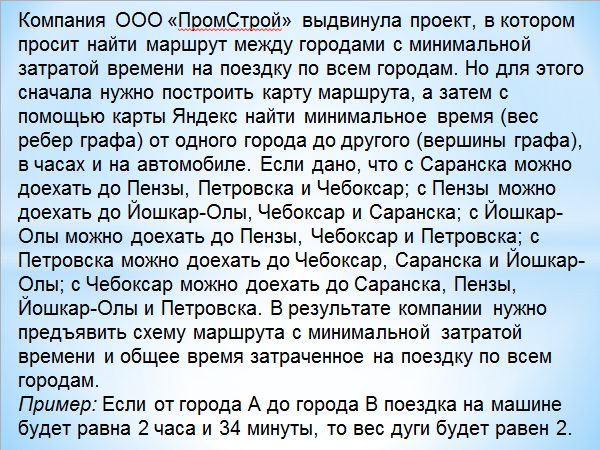 Компания ООО «ПромСтрой» выдвинула проект, в котором
просит найти маршрут между городами с минимальной
затратой времени на поездку по всем городам. Но для этого
сначала нужно построить карту маршрута, а затем с
помощью карты Яндекс найти минимальное время (вес
ребер графа) от одного города до другого (вершины графа),
в часах и на автомобиле. Если дано, что с Саранска можно
доехать до Пензы, Петровска и Чебоксар; с Пензы можно
доехать до Йошкар-Олы, Чебоксар и Саранска; с Йошкар-
Олы можно доехать до Пензы, Чебоксар и Петровска; с
Петровска можно доехать до Чебоксар, Саранска и Йошкар-
Олы; с Чебоксар можно доехать до Саранска, Пензы,
Йошкар-Олы и Петровска. В результате компании нужно
предъявить схему маршрута с минимальной затратой
времени и общее время затраченное на поездку по всем
городам.
Пример: Если от города А до города В поездка на машине
будет равна 2 часа и 34 минуты, то вес дуги будет равен 2.